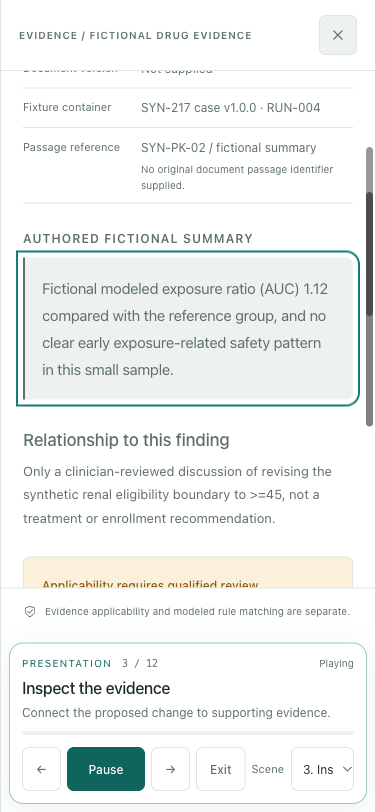 EVIDENCE / FICTIONAL DRUG EVIDENCE
Document version Not supplied
Fixture container SYN-217 case v1.0.0 · RUN-004
Passage reference SYN-PK-02 / fictional summary
No original document passage identifier
supplied.
AUTHORED FICTIONAL SUMMARY
Fictional modeled exposure ratio (AUC) 1.12
compared with the reference group, and no
clear early exposure-related safety pattern
in this small sample.
Relationship to this finding
Only a clinician-reviewed discussion of revising the
synthetic renal eligibility boundary to >=45, not a
treatment or enrollment recommendation.
Applicability requires qualified review
Evidence applicability and modeled rule matching are separate.
PRESENTATION 3 / 12 Playing
Inspect the evidence
Connect the proposed change to supporting evidence.
← Pause → Exit Scene 3. Ins